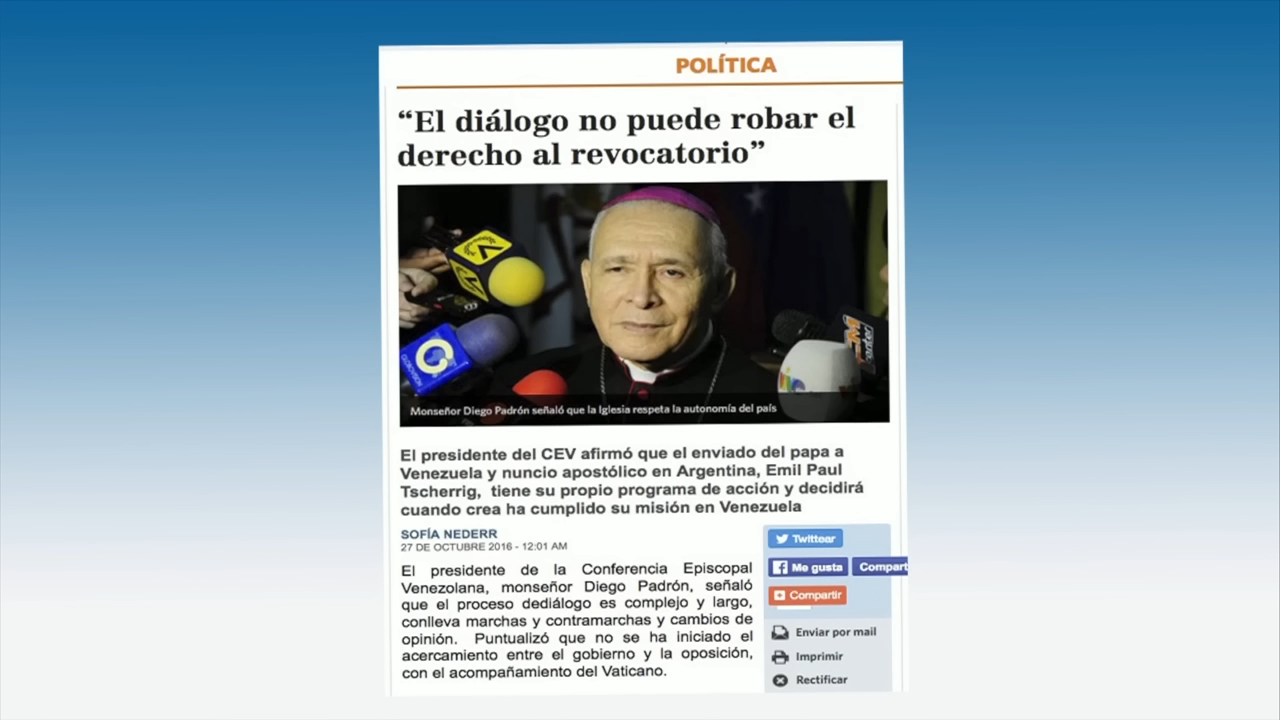 POLÍTICA
“El diálogo no puede robar el
derecho al revocatorio”
Monseñor Diego Padrón señaló que la Iglesia respeta la autonomía del país
El presidente del CEV afirmó que el enviado del papa a
Venezuela y nuncio apostólico en Argentina, Emil Paul
Tscherrig, tiene su propio programa de acción y decidirá
cuando crea ha cumplido su misión en Venezuela
SOFÍA NEDERR
27 DE OCTUBRE 2016 - 12:01 AM
El presidente de la Conferencia Episcopal
Venezolana, monseñor Diego Padrón, señaló
que el proceso dediálogo es complejo y largo,
conlleva marchas y contramarchas y cambios de
opinión. Puntualizó que no se ha iniciado el
acercamiento entre el gobierno y la oposición,
con el acompañamiento del Vaticano.
Twittear
Me gusta
Compart
Compartir
Enviar por mail
Imprimir
Rectificar